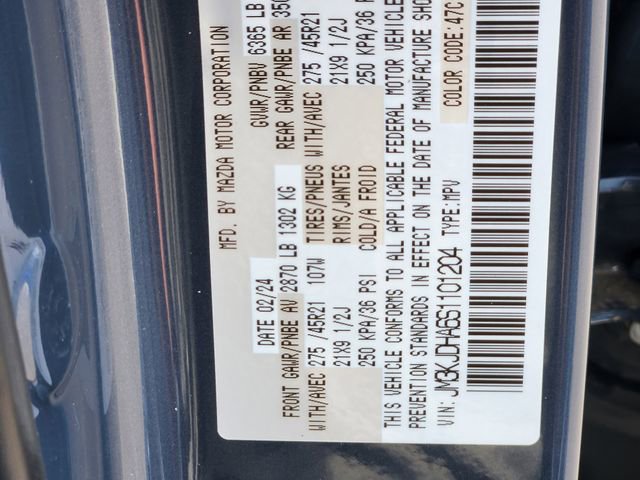 MFD. BY MAZDA MOTOR CORPORATION
DATE 02/24 GVWR/PNBV 6365 LB
FRONT GAWR/PNBE AV 2870 LB 1302 KG REAR GAWR/PNBE AR
WITH/AVEC 275 /45R21 107W TIRES/PNEUS WITH/AVEC 275 /45R21
21X9 1/2J RIMS/JANTES 21X9 1/2J
250 KPA/36 PSI COLD/A FROID 250 KPA/36
THIS VEHICLE CONFORMS TO ALL APPLICABLE FEDERAL MOTOR VEHICLE
PREVENTION STANDARDS IN EFFECT ON THE DATE OF MANUFACTURE SHO
VIN: JM3KJDHA6S1101204 TYPE:MPV COLOR CODE:47C